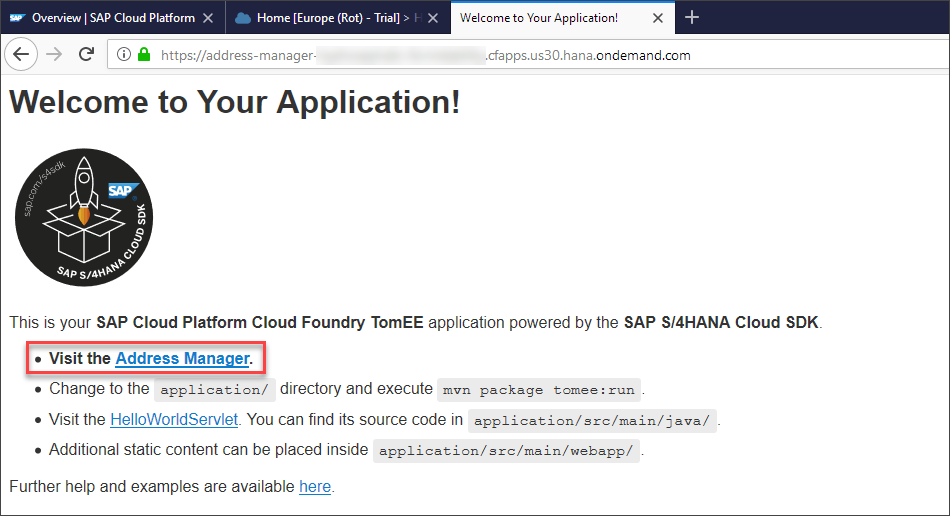 Overview | SAP Cloud Platform
Home [Europe (Rot) - Trial] > H
Welcome to Your Application!
https://address-manager-
.cfapps.us30.hana.ondemand.com
Welcome to Your Application!
sap.com/s4sdk
SAP
SAP S/4HANA CLOUD SDK
This is your SAP Cloud Platform Cloud Foundry TomEE application powered by the SAP S/4HANA Cloud SDK.
Visit the Address Manager.
Change to the application/ directory and execute mvn package tomee:run.
Visit the HelloWorldServlet. You can find its source code in application/src/main/java/.
Additional static content can be placed inside application/src/main/webapp/.
Further help and examples are available here.